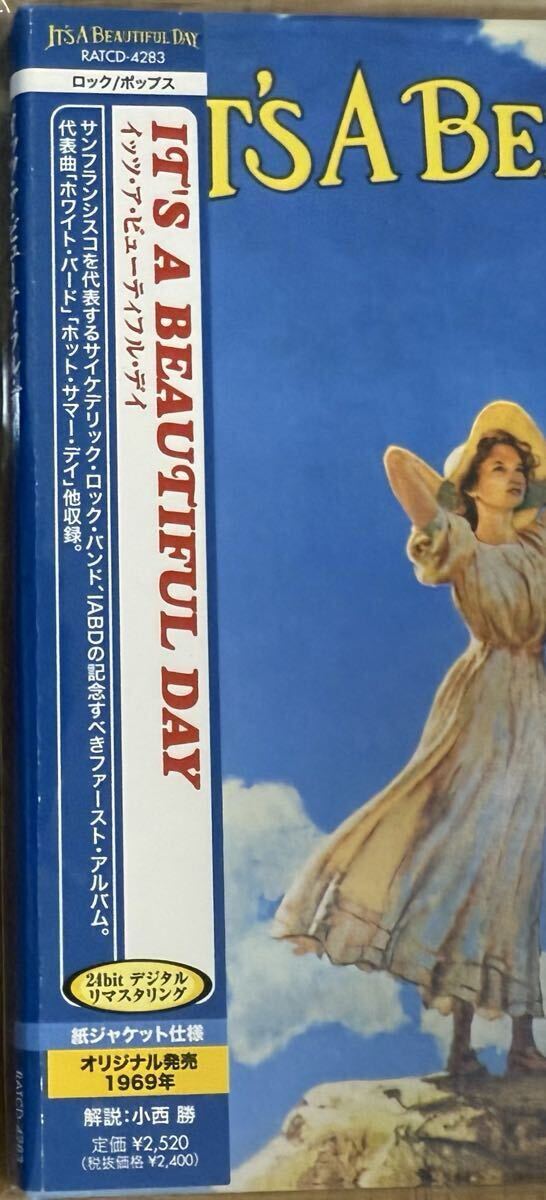 IT'S A BEAUTIFUL DAY
RATCD-4283
ロック/ポップス
IT'S A BEAUTIFUL DAY
イッツ・ア・ビューティフル・デイ
サンフランシスコを代表するサイケデリック・ロック・バンド、IABDの記念すべきファースト・アルバム。
代表曲「ホワイト・バード」「ホット・サマー・デイ」他収録。
24bit デジタル
リマスタリング
紙ジャケット仕様
オリジナル発売
1969年
解説:小西 勝
定価 ¥2,520
(税抜価格 ¥2,400)
IT'S A BE
RATCD-4283